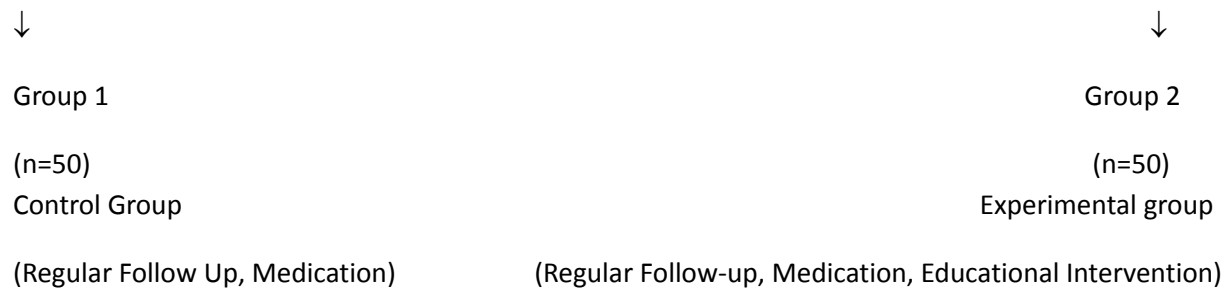 ↓ ↓
Group 1 Group 2
(n=50) (n=50)
Control Group Experimental group
(Regular Follow Up, Medication) (Regular Follow-up, Medication, Educational Intervention)